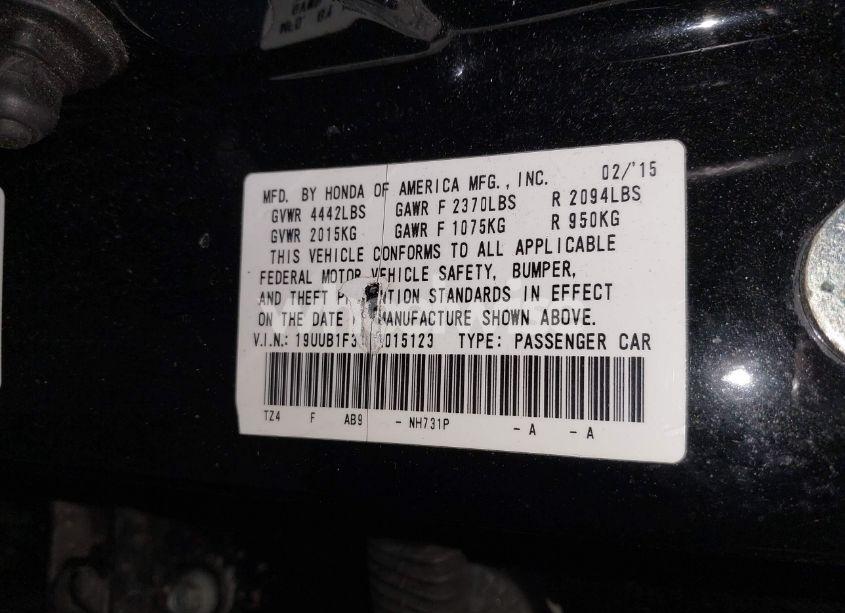 MFD. BY HONDA OF AMERICA MFG., INC. 02/'15
GVWR 4442LBS GAWR F 2370LBS R 2094LBS
GVWR 2015KG GAWR F 1075KG R 950KG
THIS VEHICLE CONFORMS TO ALL APPLICABLE
FEDERAL MOTOR VEHICLE SAFETY, BUMPER,
AND THEFT STANDARDS IN EFFECT
ON THE DATE MANUFACTURE SHOWN ABOVE.
V.I.N.: TYPE: PASSENGER CAR
TZ4 F AB9 - NH731P - A - A